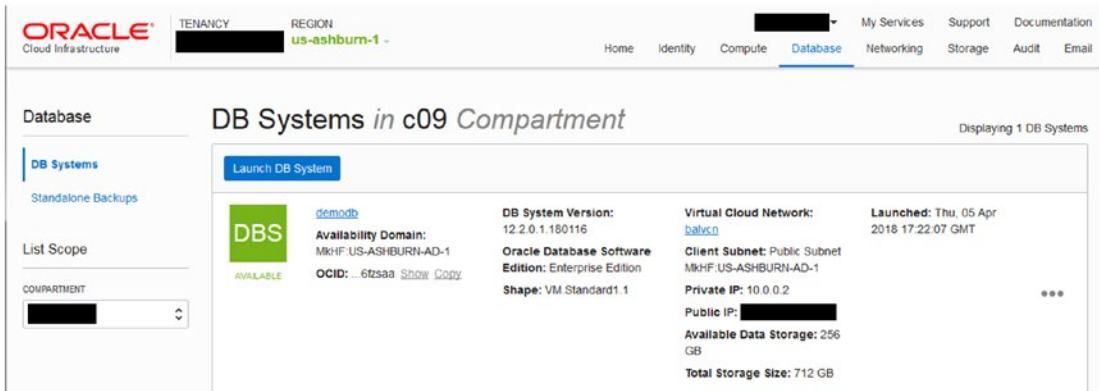 ORACLE®
Cloud Infrastructure
TENANCY
REGION
us-ashburn-1
My Services Support Documentation
Home Identity Compute Database Networking Storage Audit Email
Database
DB Systems
Standalone Backups
List Scope
COMPARTMENT
DB Systems in c09 Compartment
Displaying 1 DB Systems
Launch DB System
DBS
AVAILABLE
demodb
Availability Domain:
MkHF:US-ASHBURN-AD-1
OCID: ...6fzsaa Show Copy
DB System Version:
12.2.0.1.180116
Oracle Database Software
Edition: Enterprise Edition
Shape: VM.Standard1.1
Virtual Cloud Network:
balvcn
Client Subnet: Public Subnet
MkHF:US-ASHBURN-AD-1
Private IP: 10.0.0.2
Public IP:
Available Data Storage: 256
GB
Total Storage Size: 712 GB
Launched: Thu, 05 Apr
2018 17:22:07 GMT